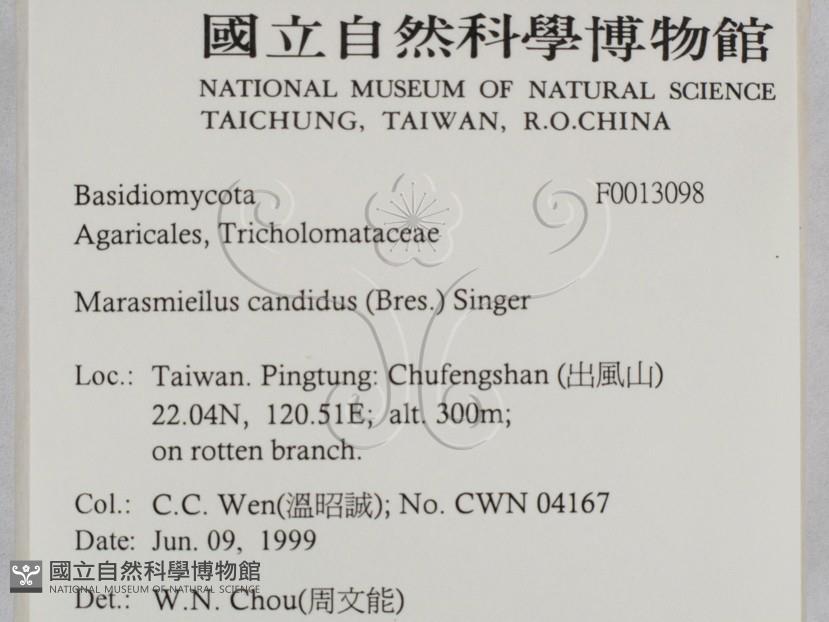 國立自然科學博物館
NATIONAL MUSEUM OF NATURAL SCIENCE
TAICHUNG, TAIWAN, R.O.CHINA
Basidiomycota F0013098
Agaricales, Tricholomataceae
Marasmiellus candidus (Bres.) Singer
Loc.: Taiwan. Pingtung: Chufengshan (出風山)
22.04N, 120.51E; alt. 300m;
on rotten branch.
Col.: C.C. Wen(溫昭誠); No. CWN 04167
Date: Jun. 09, 1999
Det.: W.N. Chou(周文能)
國立自然科學博物館
NATIONAL MUSEUM OF NATURAL SCIENCE